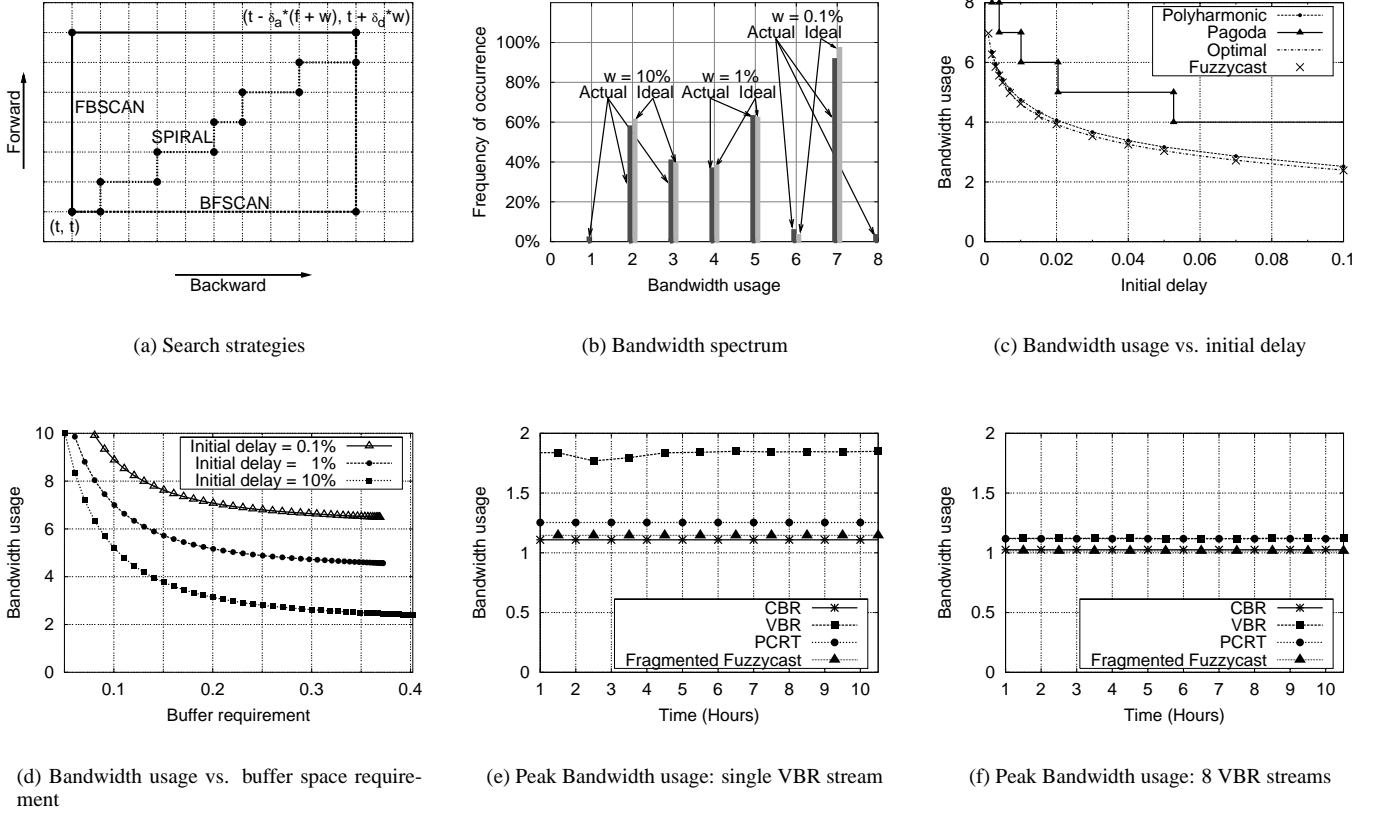 (t - δa*(f + w), t + δd*w)
Forward
FBSCAN
SPIRAL
BFSCAN
(t, t)
Backward
(a) Search strategies
Frequency of occurrence
100%
80%
60%
40%
20%
0%
w = 0.1%
Actual Ideal
w = 10%
Actual Ideal
w = 1%
Actual Ideal
0 1 2 3 4 5 6 7 8
Bandwidth usage
(b) Bandwidth spectrum
Bandwidth usage
8
6
4
2
0
Polyharmonic
Pagoda
Optimal
Fuzzycast
0 0.02 0.04 0.06 0.08 0.1
Initial delay
(c) Bandwidth usage vs. initial delay
Bandwidth usage
10
8
6
4
2
0
Initial delay = 0.1%
Initial delay = 1%
Initial delay = 10%
0.1 0.2 0.3 0.4
Buffer requirement
(d) Bandwidth usage vs. buffer space require-
ment
Bandwidth usage
2
1.5
1
0.5
0
CBR
VBR
PCRT
Fragmented Fuzzycast
1 2 3 4 5 6 7 8 9 10
Time (Hours)
(e) Peak Bandwidth usage: single VBR stream
Bandwidth usage
2
1.5
1
0.5
0
CBR
VBR
PCRT
Fragmented Fuzzycast
1 2 3 4 5 6 7 8 9 10
Time (Hours)
(f) Peak Bandwidth usage: 8 VBR streams